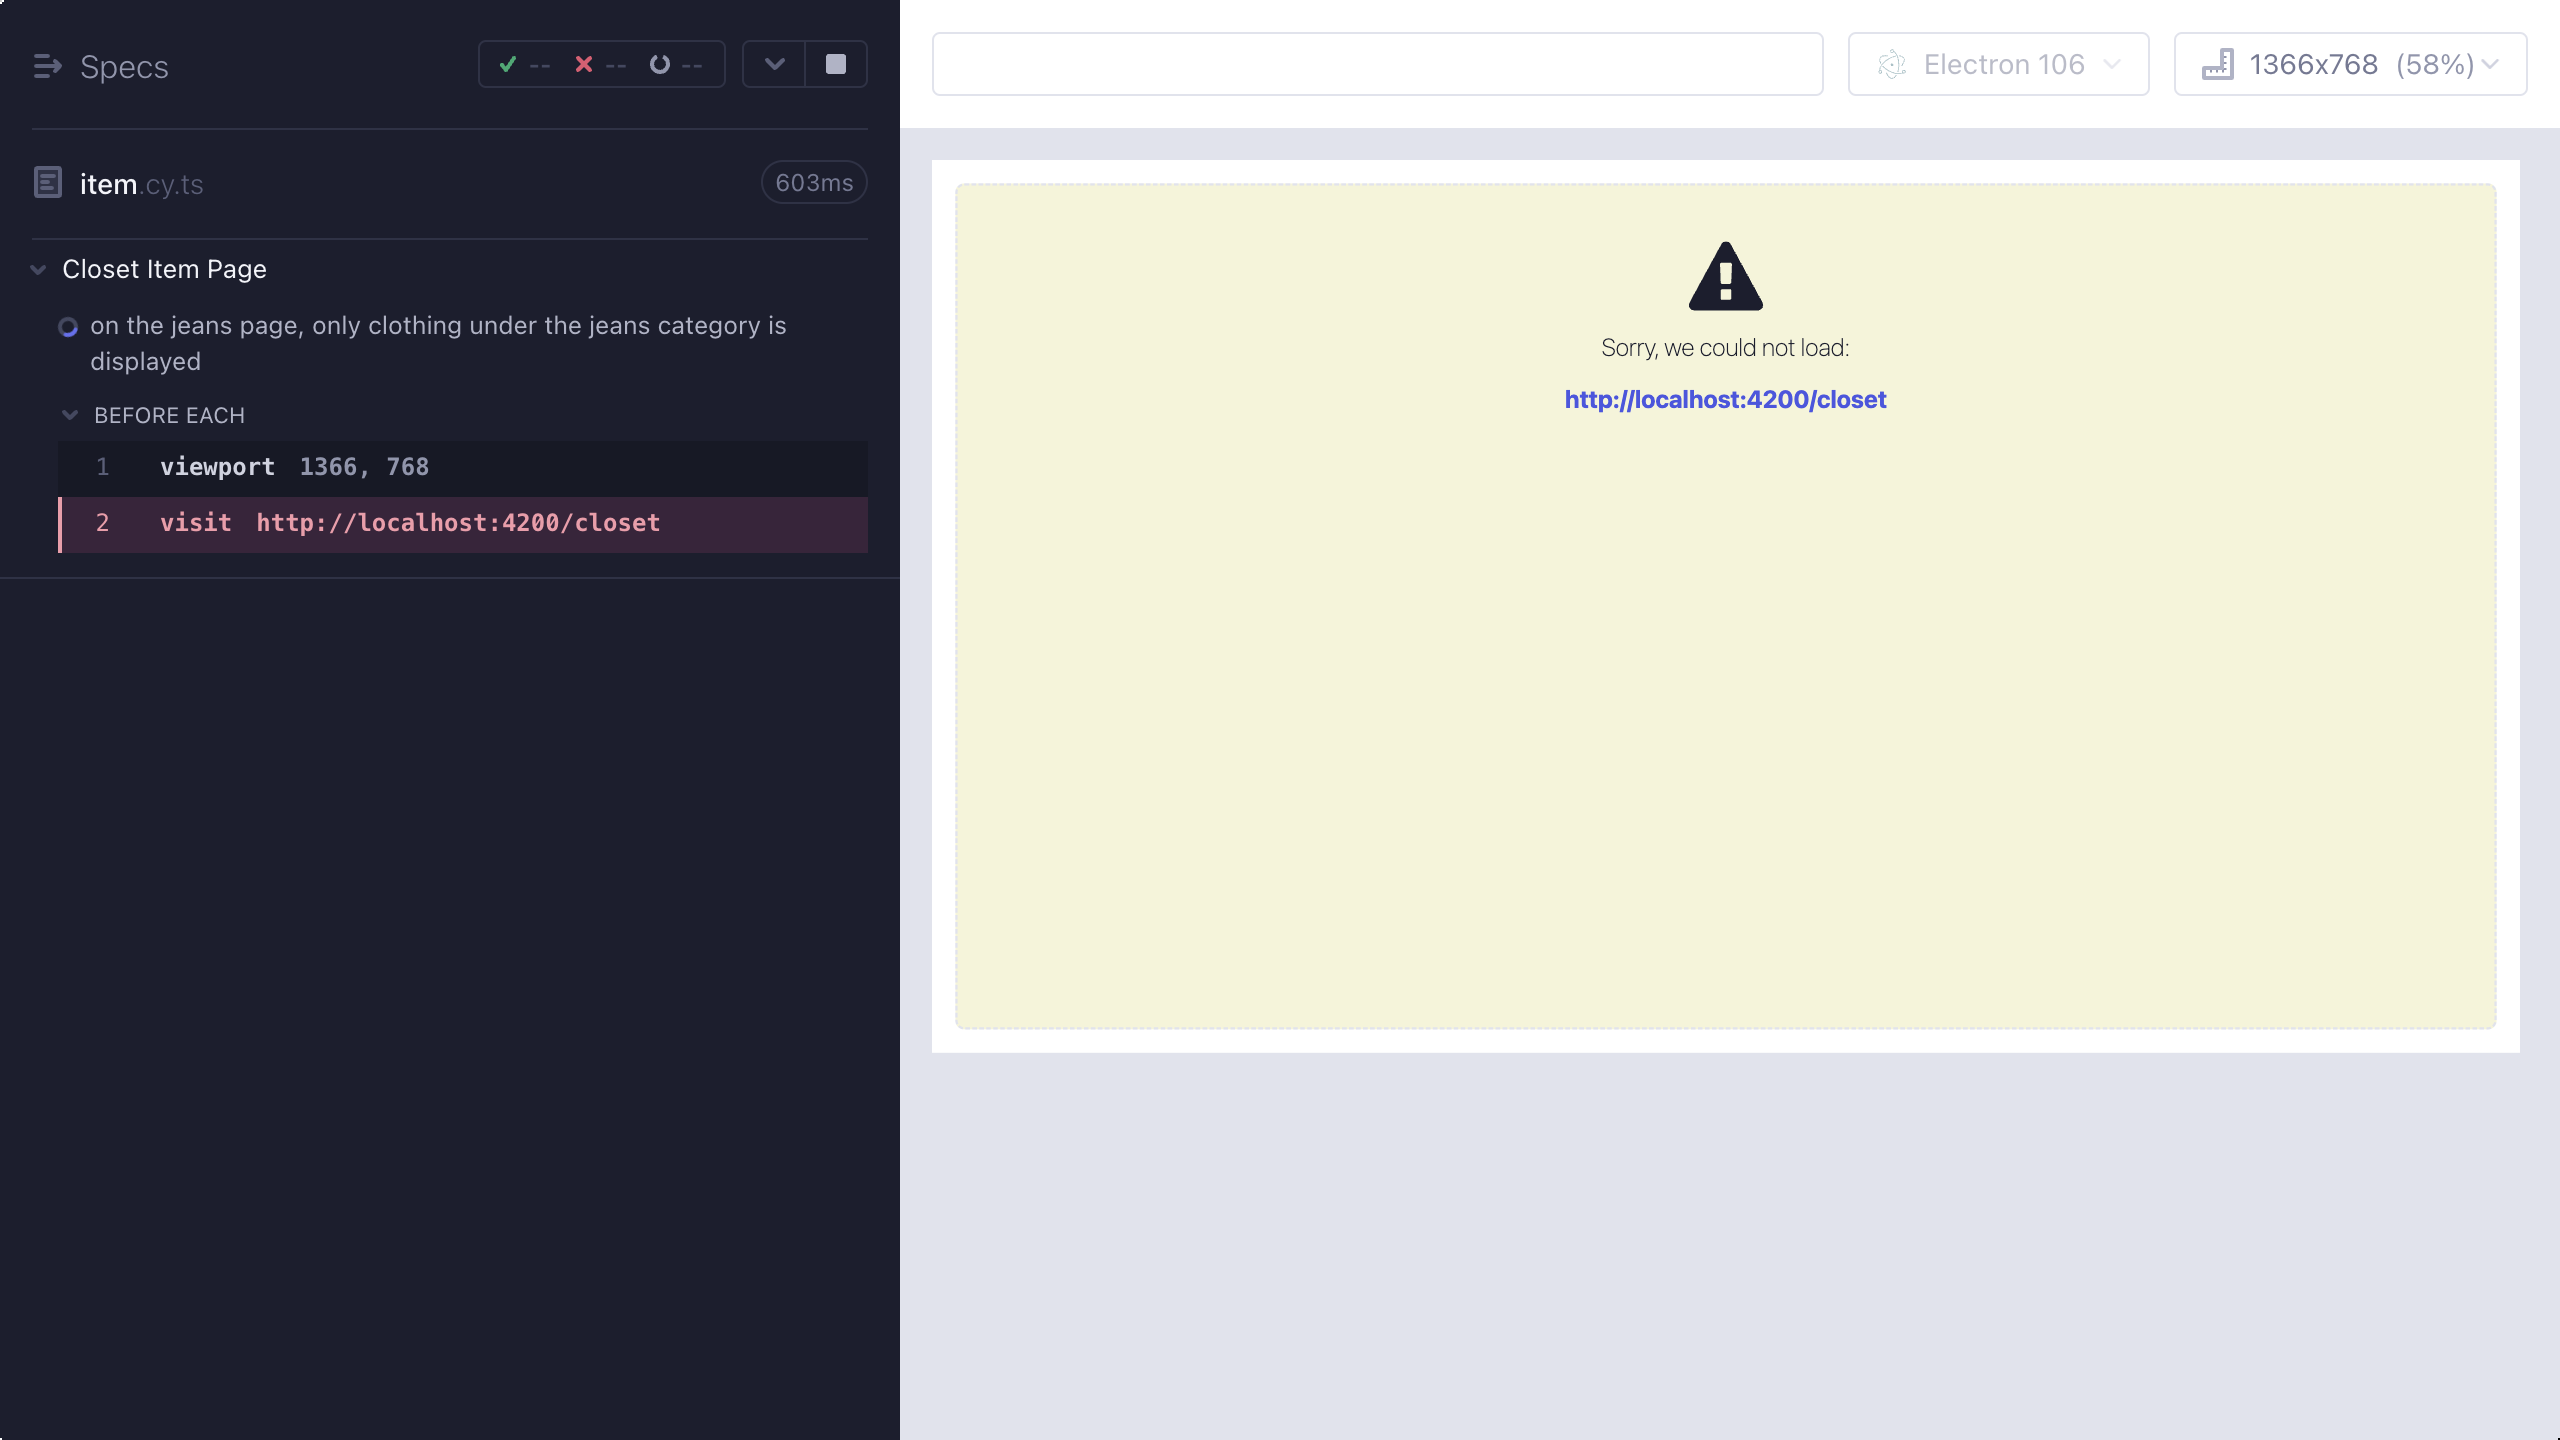 Specs
-- -- --
item.cy.ts
603ms
Closet Item Page
on the jeans page, only clothing under the jeans category is
displayed
BEFORE EACH
1 viewport 1366, 768
2 visit http://localhost:4200/closet
Electron 106
1366x768 (58%)
Sorry, we could not load:
http://localhost:4200/closet